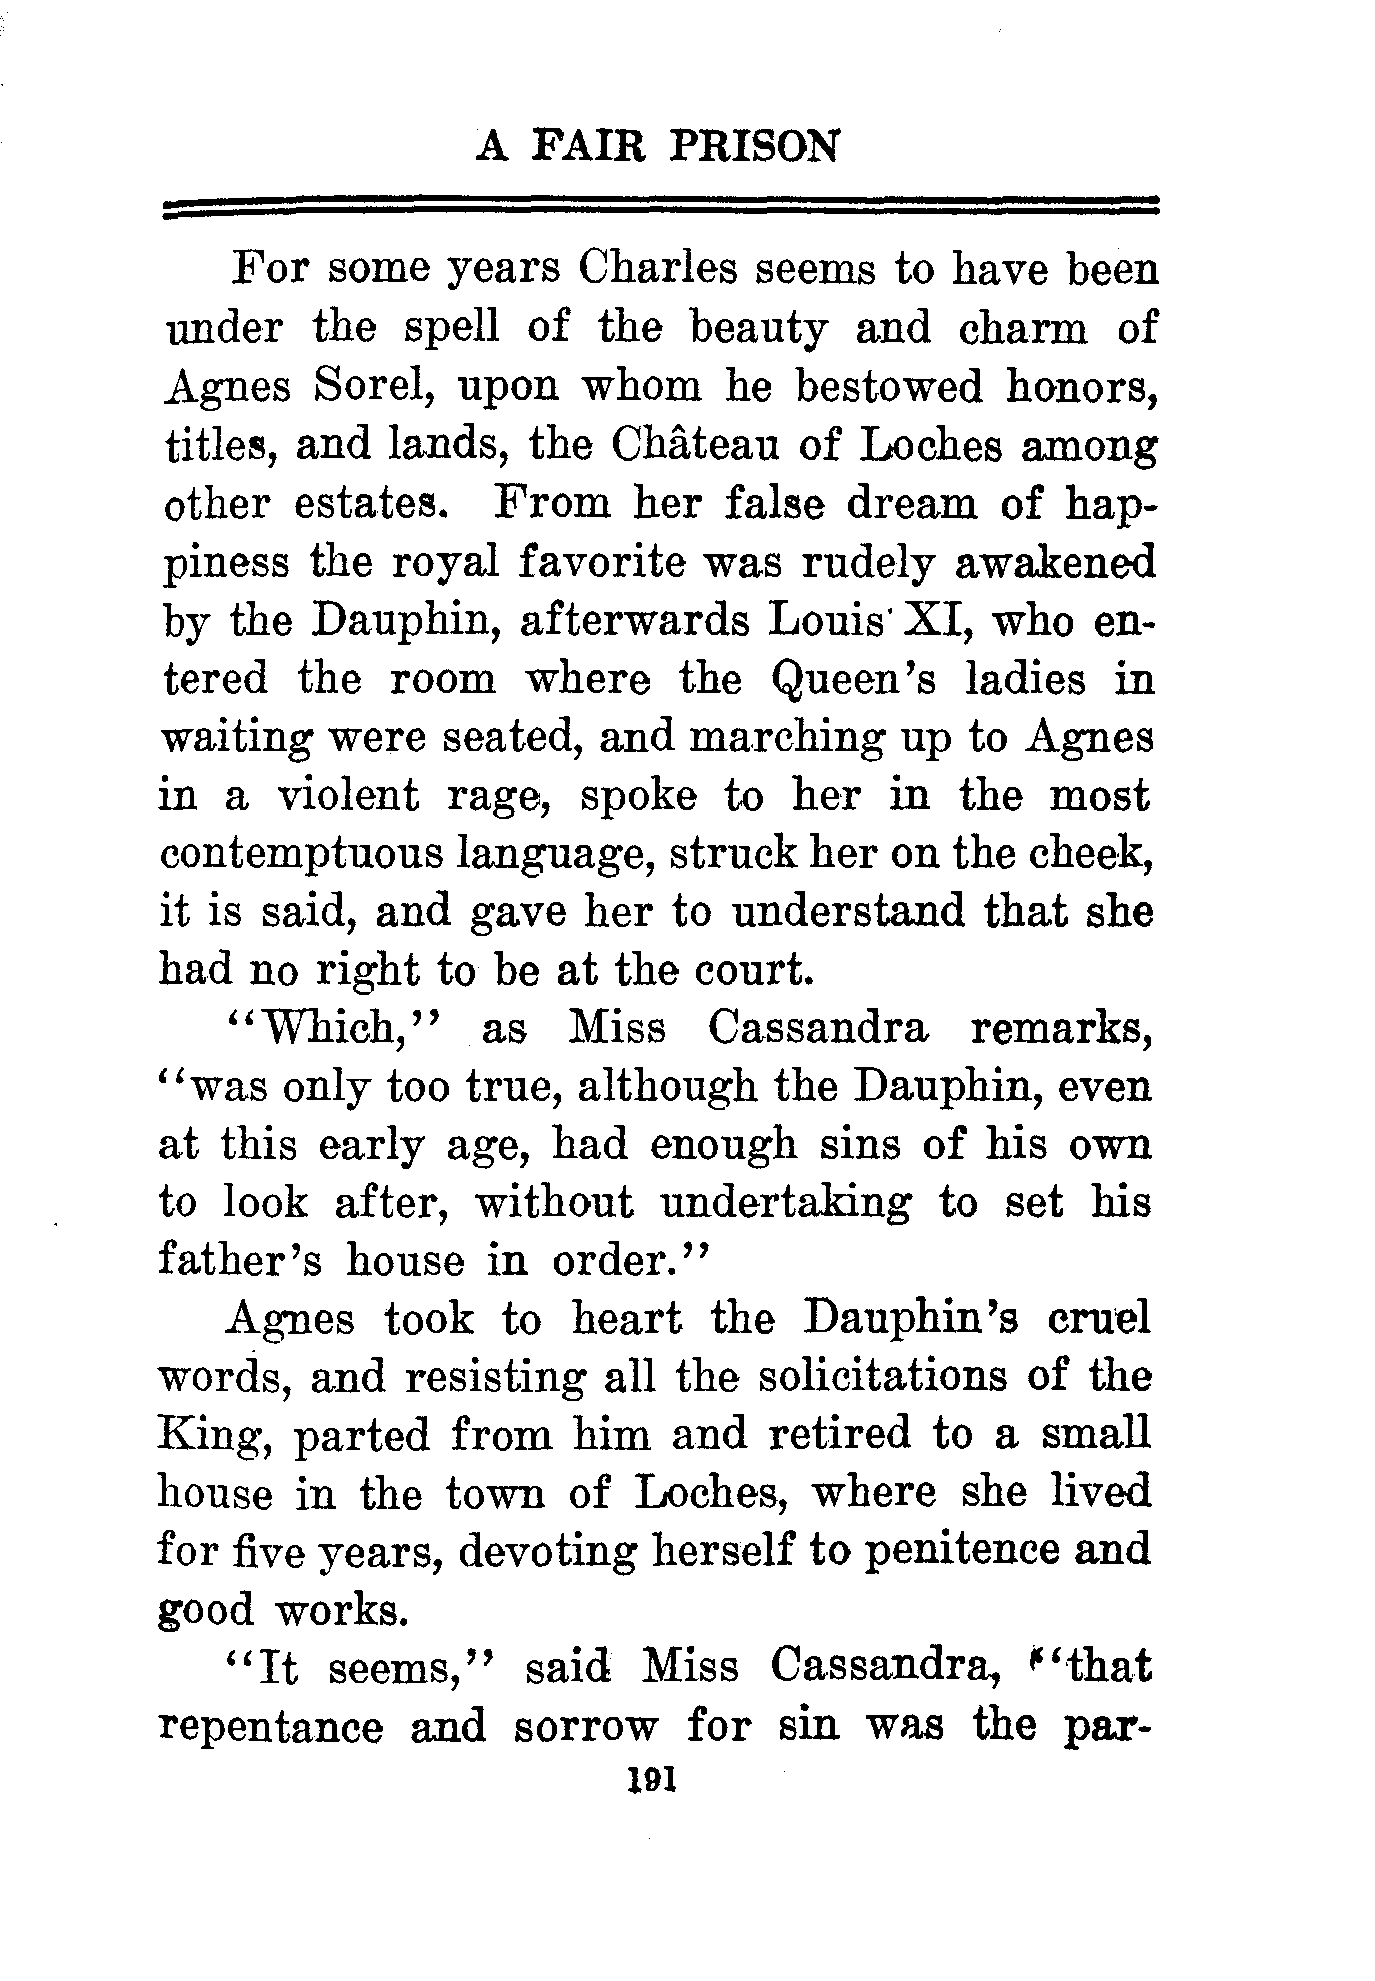 A FAIR PRISON
For some years Charles seems to have been
under the spell of the beauty and charm of
Agnes Sorel, upon whom he bestowed honors,
titles, and lands, the Château of Loches among
other estates. From her false dream of hap-
piness the royal favorite was rudely awakened
by the Dauphin, afterwards Louis XI, who en-
tered the room where the Queen's ladies in
waiting were seated, and marching up to Agnes
in a violent rage, spoke to her in the most
contemptuous language, struck her on the cheek,
it is said, and gave her to understand that she
had no right to be at the court.
"Which," as Miss Cassandra remarks,
"was only too true, although the Dauphin, even
at this early age, had enough sins of his own
to look after, without undertaking to set his
father's house in order."
Agnes took to heart the Dauphin's cruel
words, and resisting all the solicitations of the
King, parted from him and retired to a small
house in the town of Loches, where she lived
for five years, devoting herself to penitence and
good works.
"It seems," said Miss Cassandra, "that
repentance and sorrow for sin was the par-
191